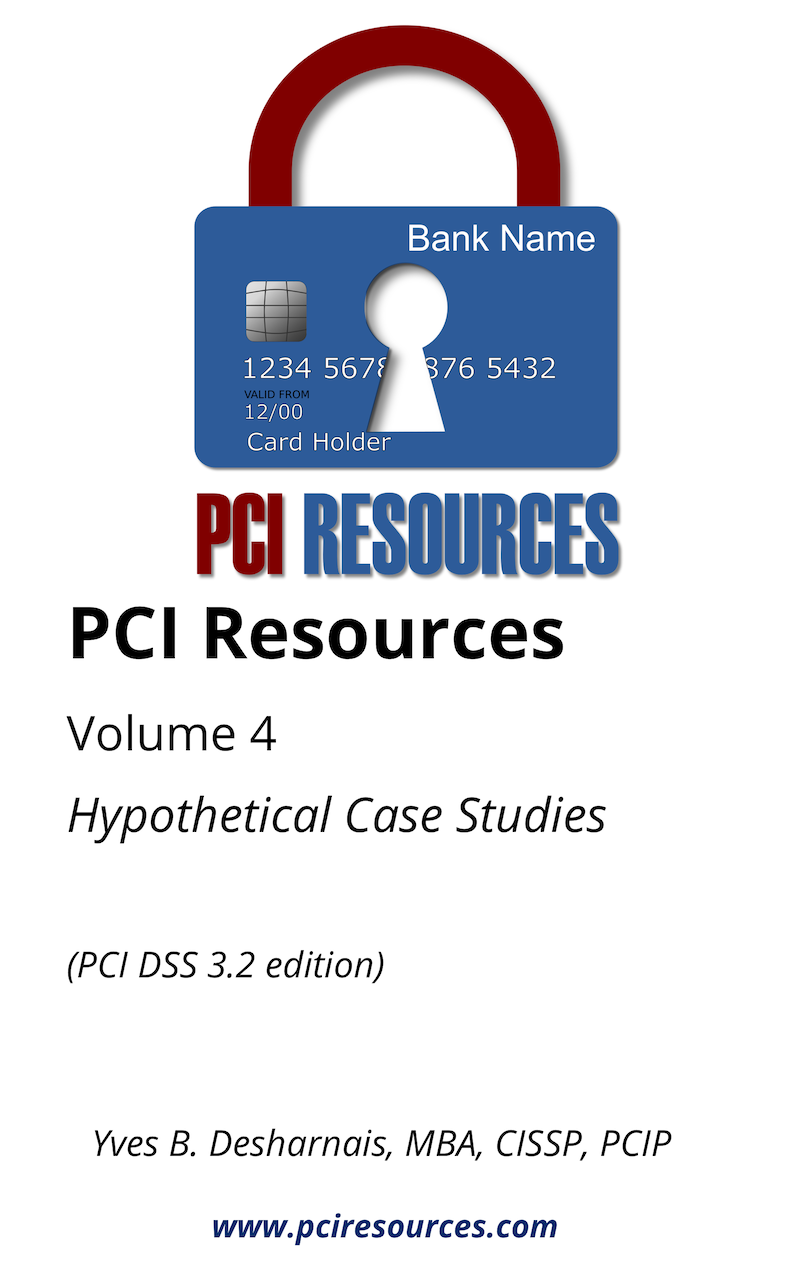 Bank Name
1234 5678 876 5432
VALID FROM
12/00
Card Holder
PCI RESOURCES
PCI Resources
Volume 4
Hypothetical Case Studies
(PCI DSS 3.2 edition)
Yves B. Desharnais, MBA, CISSP, PCIP
www.pciresources.com